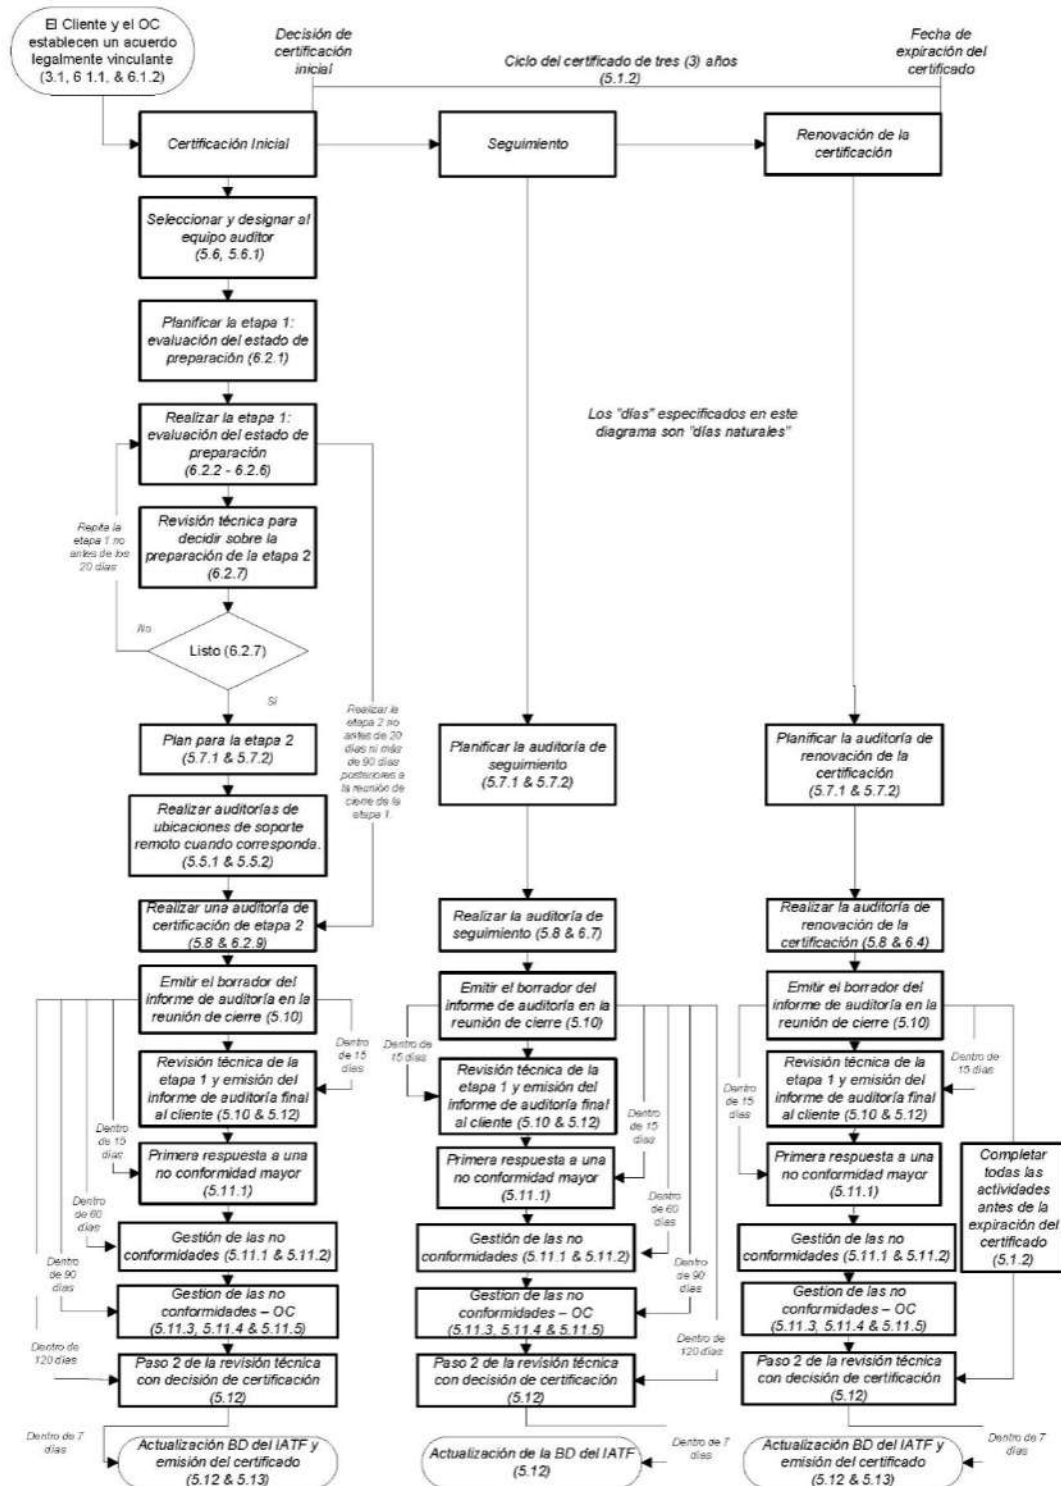 El Cliente y el OC
establecen un acuerdo
legalmente vinculante
(3.1, 6 1.1, & 6.1.2)
Decisión de
certificación
inicial
Ciclo del certificado de tres (3) años
(5.1.2)
Fecha de
expiración del
certificado
Certificación Inicial
Seguimiento
Renovación de la
certificación
Seleccionar y designar al
equipo auditor
(5.6, 5.6.1)
Planificar la etapa 1:
evaluación del estado de
preparación (6.2.1)
Realizar la etapa 1:
evaluación del estado de
preparación
(6.2.2 - 6.2.6)
Los "días" especificados en este
diagrama son "días naturales"
Repita la
etapa 1 no
antes de los
20 días
Revisión técnica para
decidir sobre la
preparación de la etapa 2
(6.2.7)
No
Listo (6.2.7)
Sí
Realizar la
etapa 2 no
antes de 20
días ni más
de 90 días
posteriores a
la reunión de
cierre de la
etapa 1.
Plan para la etapa 2
(5.7.1 & 5.7.2)
Realizar auditorías de
ubicaciones de soporte
remoto cuando corresponda.
(5.5.1 & 5.5.2)
Realizar una auditoría de
certificación de etapa 2
(5.8 & 6.2.9)
Emitir el borrador del
informe de auditoría en la
reunión de cierre (5.10)
Dentro
de 15
días
Revisión técnica de la
etapa 1 y emisión del
informe de auditoría final
al cliente (5.10 & 5.12)
Dentro
de 15
días
Primera respuesta a una
no conformidad mayor
(5.11.1)
Dentro
de 60
días
Gestión de las no
conformidades (5.11.1 & 5.11.2)
Dentro
de 90
días
Gestion de las no
conformidades – OC
(5.11.3, 5.11.4 & 5.11.5)
Dentro de
120 días
Paso 2 de la revisión técnica
con decisión de certificación
(5.12)
Dentro de 7
días
Actualización BD del IATF y
emisión del certificado
(5.12 & 5.13)
Planificar la auditoría de
seguimiento
(5.7.1 & 5.7.2)
Realizar la auditoría de
seguimiento (5.8 & 6.7)
Emitir el borrador del
informe de auditoría en la
reunión de cierre (5.10)
Dentro de
15 días
Revisión técnica de la
etapa 1 y emisión del
informe de auditoría final
al cliente (5.10 & 5.12)
Dentro
de 15
días
Primera respuesta a una
no conformidad mayor
(5.11.1)
Dentro
de 60
días
Gestión de las no
conformidades (5.11.1 & 5.11.2)
Dentro
de 90
días
Gestion de las no
conformidades – OC
(5.11.3, 5.11.4 & 5.11.5)
Dentro de
120 días
Paso 2 de la revisión técnica
con decisión de certificación
(5.12)
Dentro de 7
días
Actualización de la BD del IATF
(5.12)
Planificar la auditoría de
renovación de la
certificación
(5.7.1 & 5.7.2)
Realizar la auditoría de
renovación de la
certificación (5.8 & 6.4)
Emitir el borrador del
informe de auditoría en la
reunión de cierre (5.10)
Dentro de
15 días
Revisión técnica de la
etapa 1 y emisión del
informe de auditoría final
al cliente (5.10 & 5.12)
Dentro
de 15
días
Primera respuesta a una
no conformidad mayor
(5.11.1)
Completar
todas las
actividades
antes de la
expiración del
certificado
(5.1.2)
Gestión de las no
conformidades (5.11.1 & 5.11.2)
Gestion de las no
conformidades – OC
(5.11.3, 5.11.4 & 5.11.5)
Paso 2 de la revisión técnica
con decisión de certificación
(5.12)
Dentro de 7
días
Actualización BD del IATF y
emisión del certificado
(5.12 & 5.13)